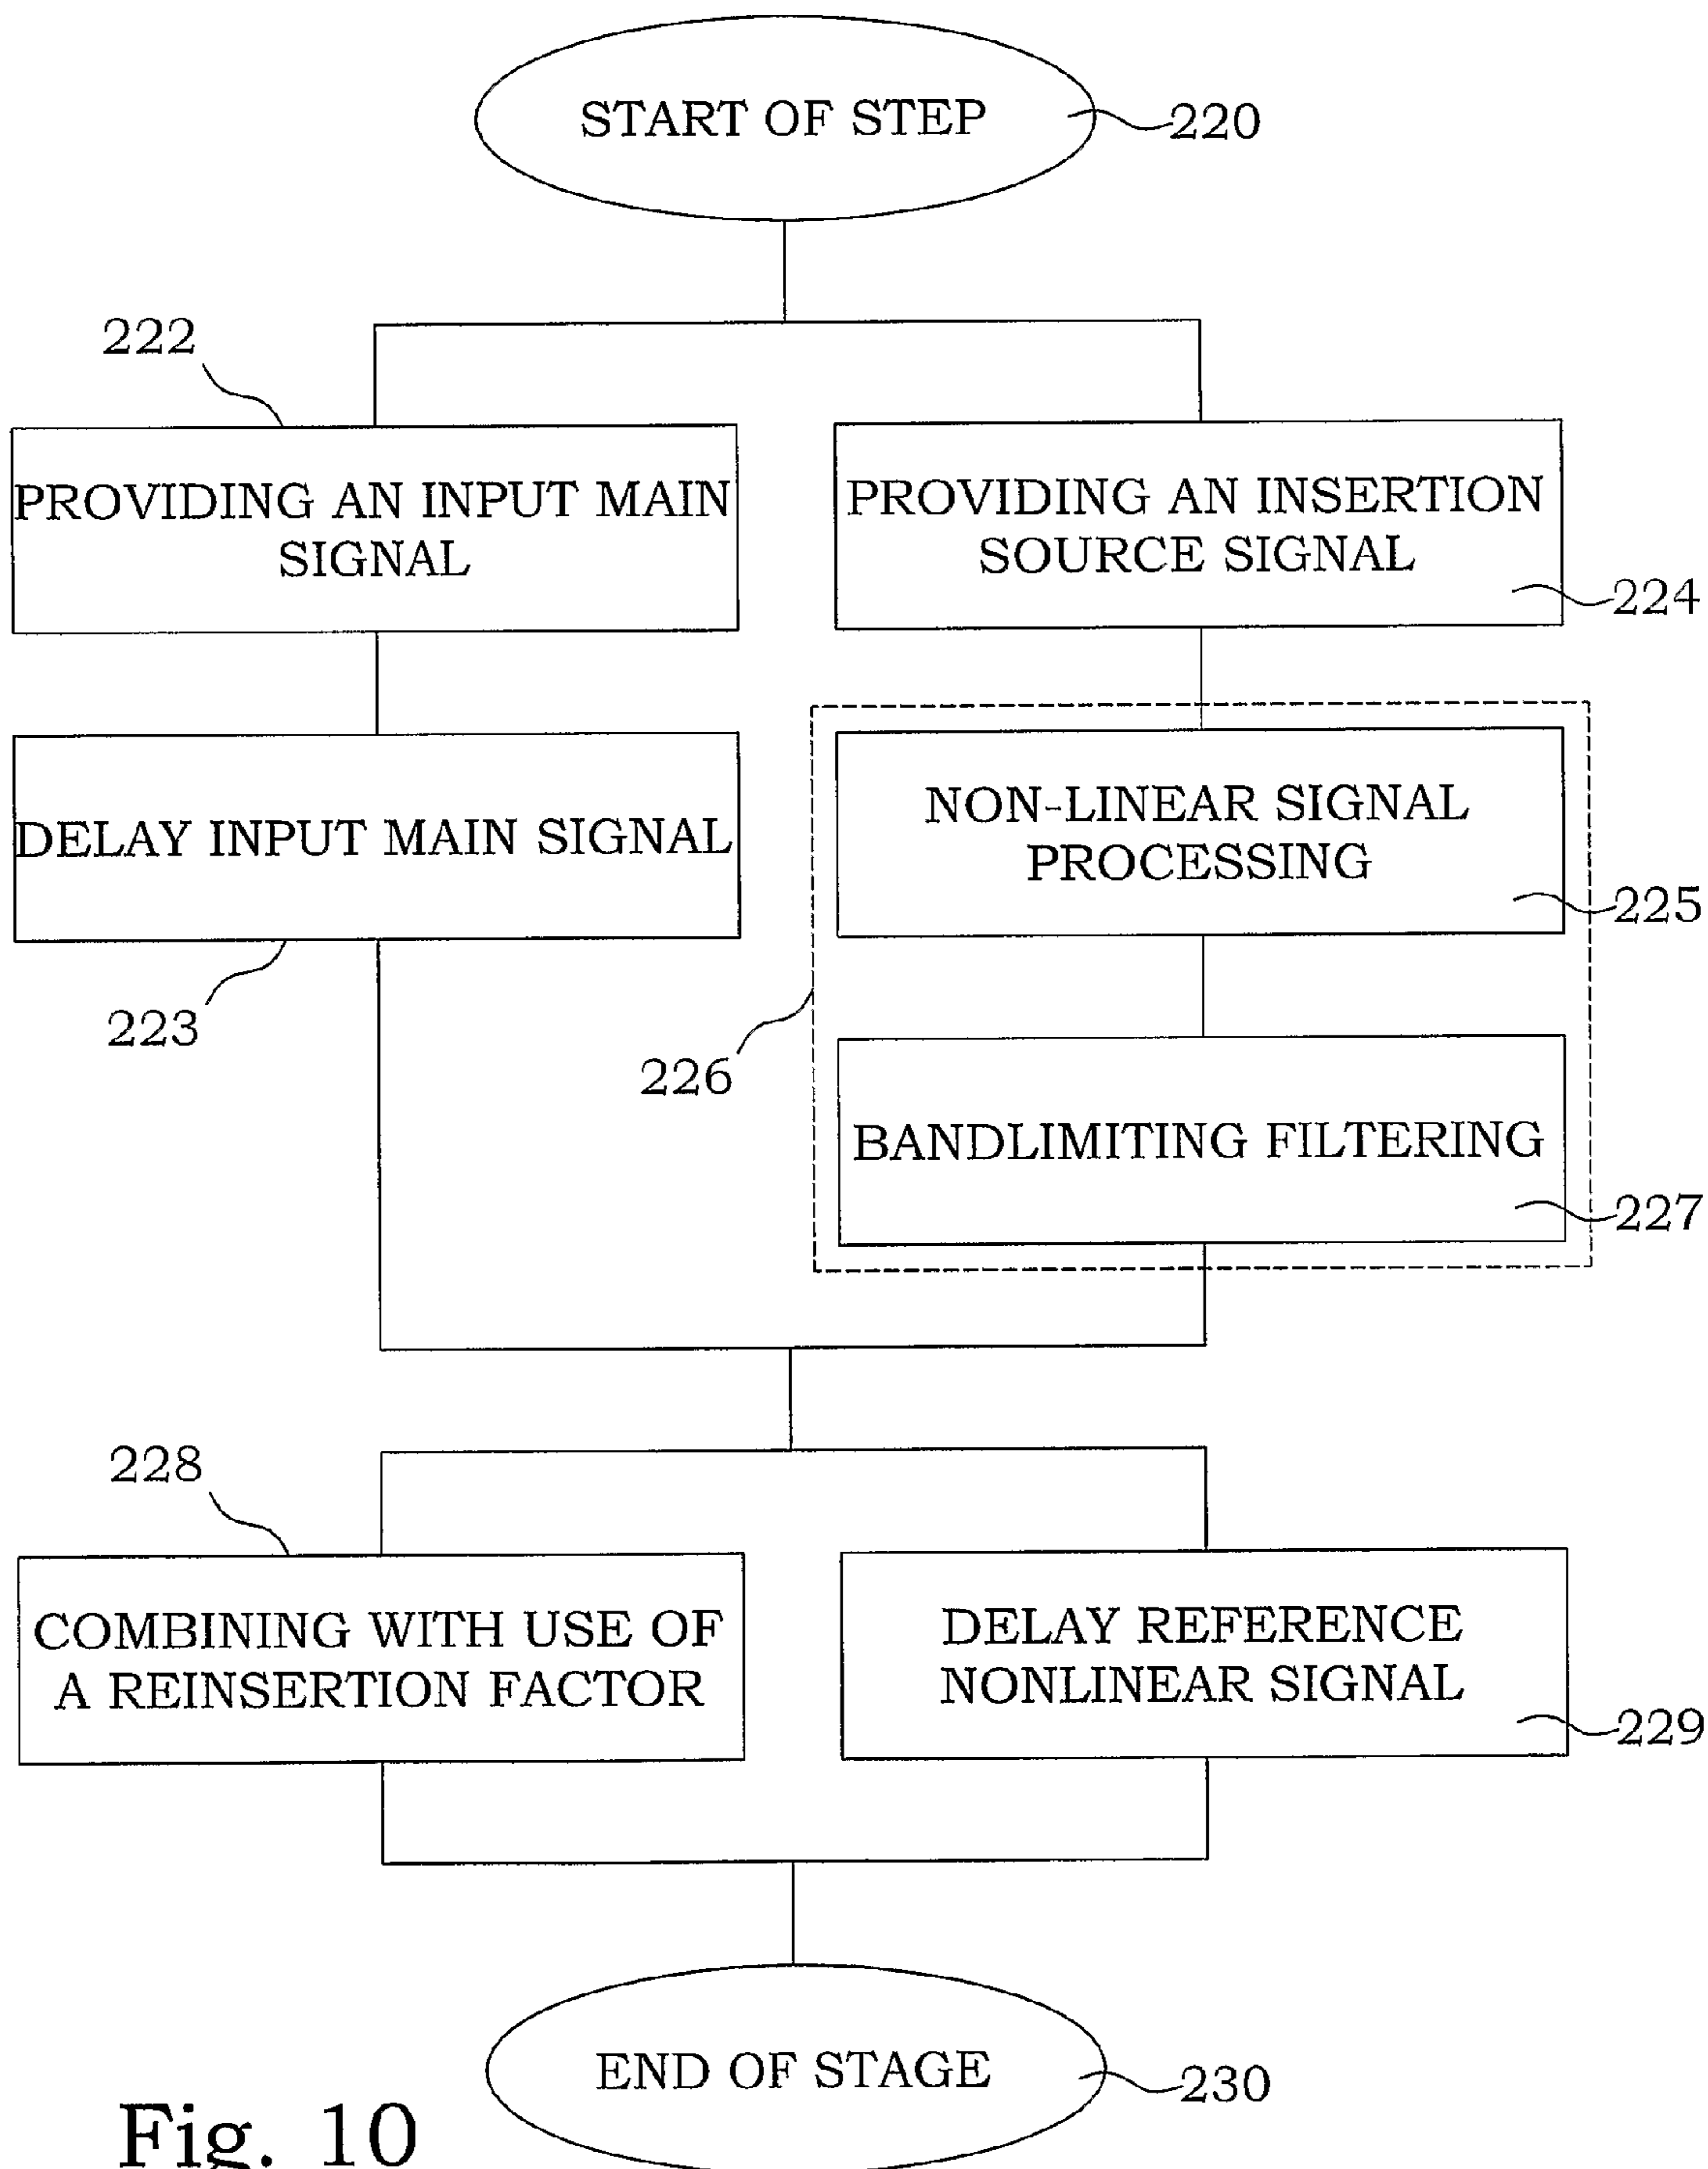 START OF STEP
220
222
PROVIDING AN INPUT MAIN
SIGNAL
PROVIDING AN INSERTION
SOURCE SIGNAL
224
DELAY INPUT MAIN SIGNAL
223
NON-LINEAR SIGNAL
PROCESSING
225
226
BANDLIMITING FILTERING
227
228
COMBINING WITH USE OF
A REINSERTION FACTOR
DELAY REFERENCE
NONLINEAR SIGNAL
229
END OF STAGE
230
Fig. 10